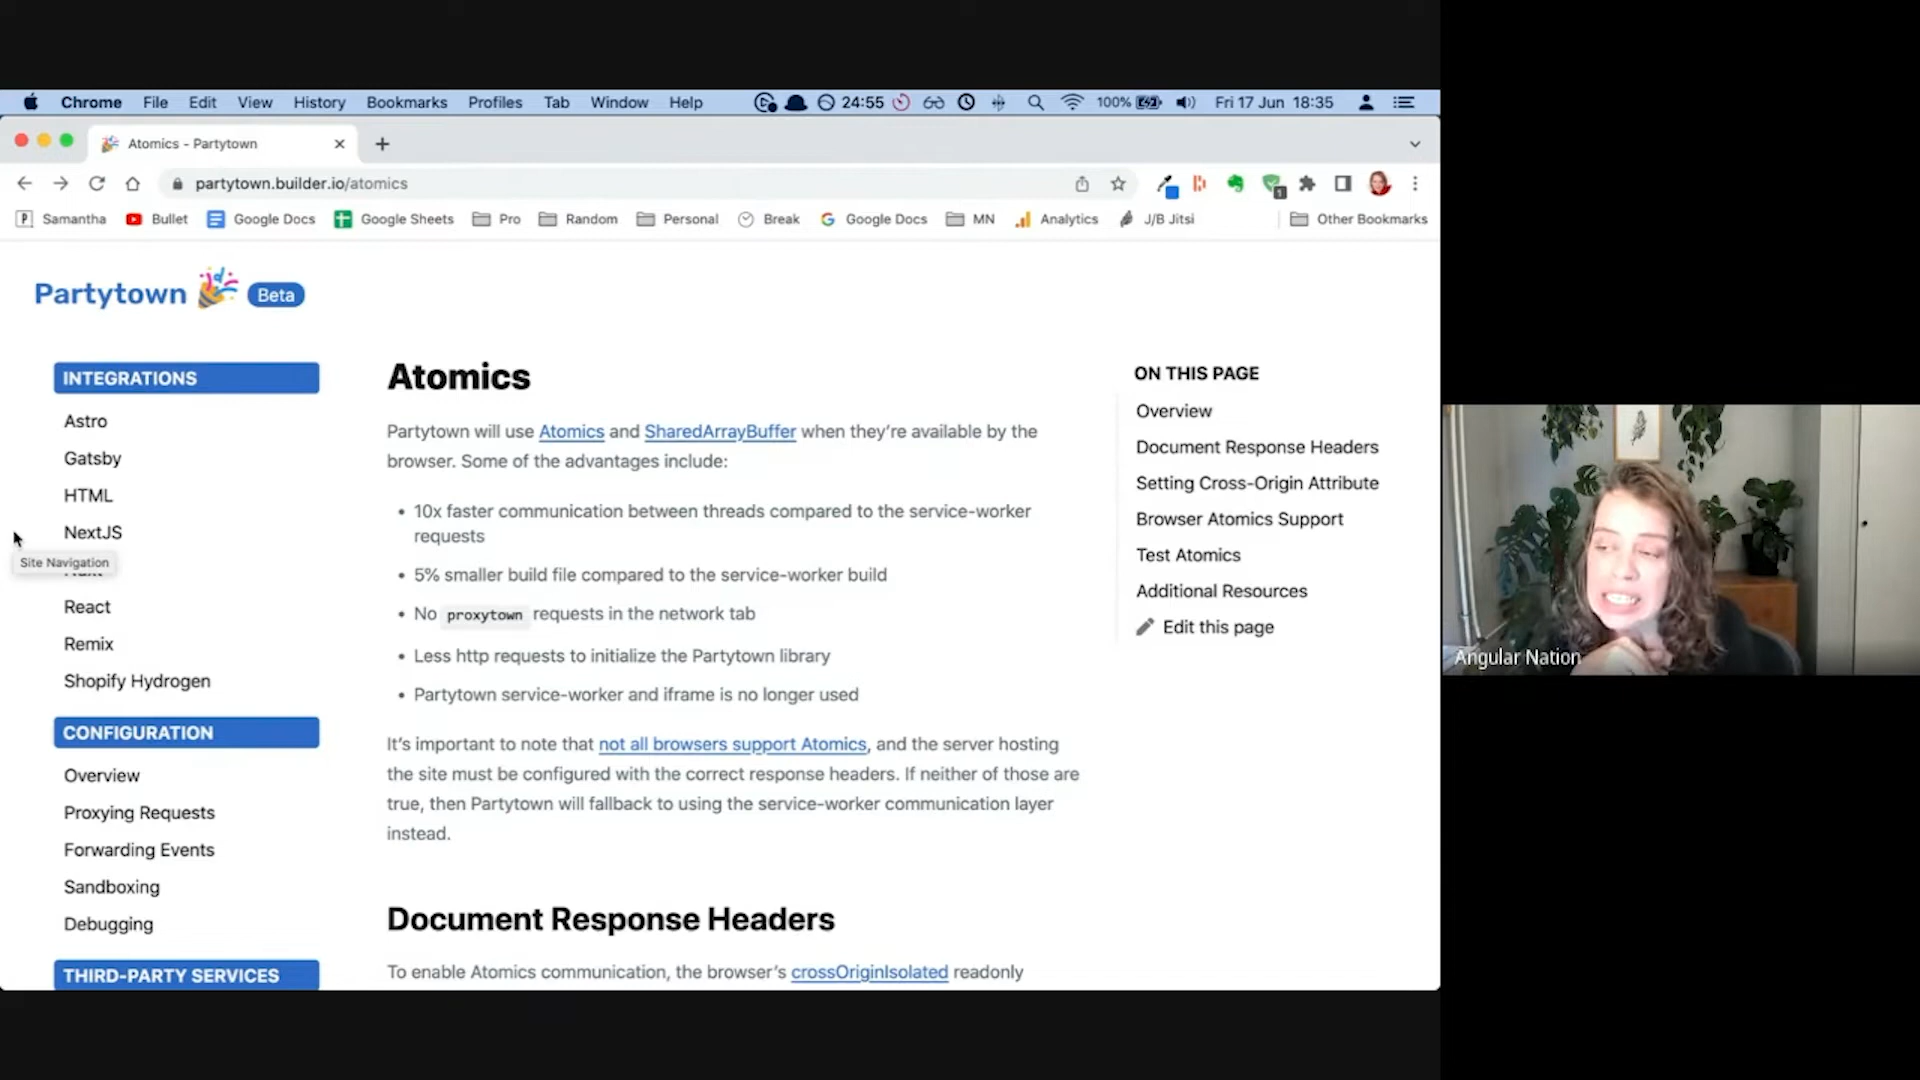 Chrome File Edit View History Bookmarks Profiles Tab Window Help 24:55 100% Fri 17 Jun 18:35
Atomics - Partytown
partytown.builder.io/atomics
1
Samantha Bullet Google Docs Google Sheets Pro Random Personal Break Google Docs MN Analytics J/B Jitsi Other Bookmarks
Partytown Beta
INTEGRATIONS
Astro
Gatsby
HTML
NextJS
Site Navigation
React
Remix
Shopify Hydrogen
CONFIGURATION
Overview
Proxying Requests
Forwarding Events
Sandboxing
Debugging
THIRD-PARTY SERVICES
Atomics
Partytown will use Atomics and SharedArrayBuffer when they're available by the
browser. Some of the advantages include:
• 10x faster communication between threads compared to the service-worker
requests
• 5% smaller build file compared to the service-worker build
• No proxytown requests in the network tab
• Less http requests to initialize the Partytown library
• Partytown service-worker and iframe is no longer used
It's important to note that not all browsers support Atomics, and the server hosting
the site must be configured with the correct response headers. If neither of those are
true, then Partytown will fallback to using the service-worker communication layer
instead.
Document Response Headers
To enable Atomics communication, the browser's crossOriginIsolated readonly
ON THIS PAGE
Overview
Document Response Headers
Setting Cross-Origin Attribute
Browser Atomics Support
Test Atomics
Additional Resources
Edit this page
Angular Nation